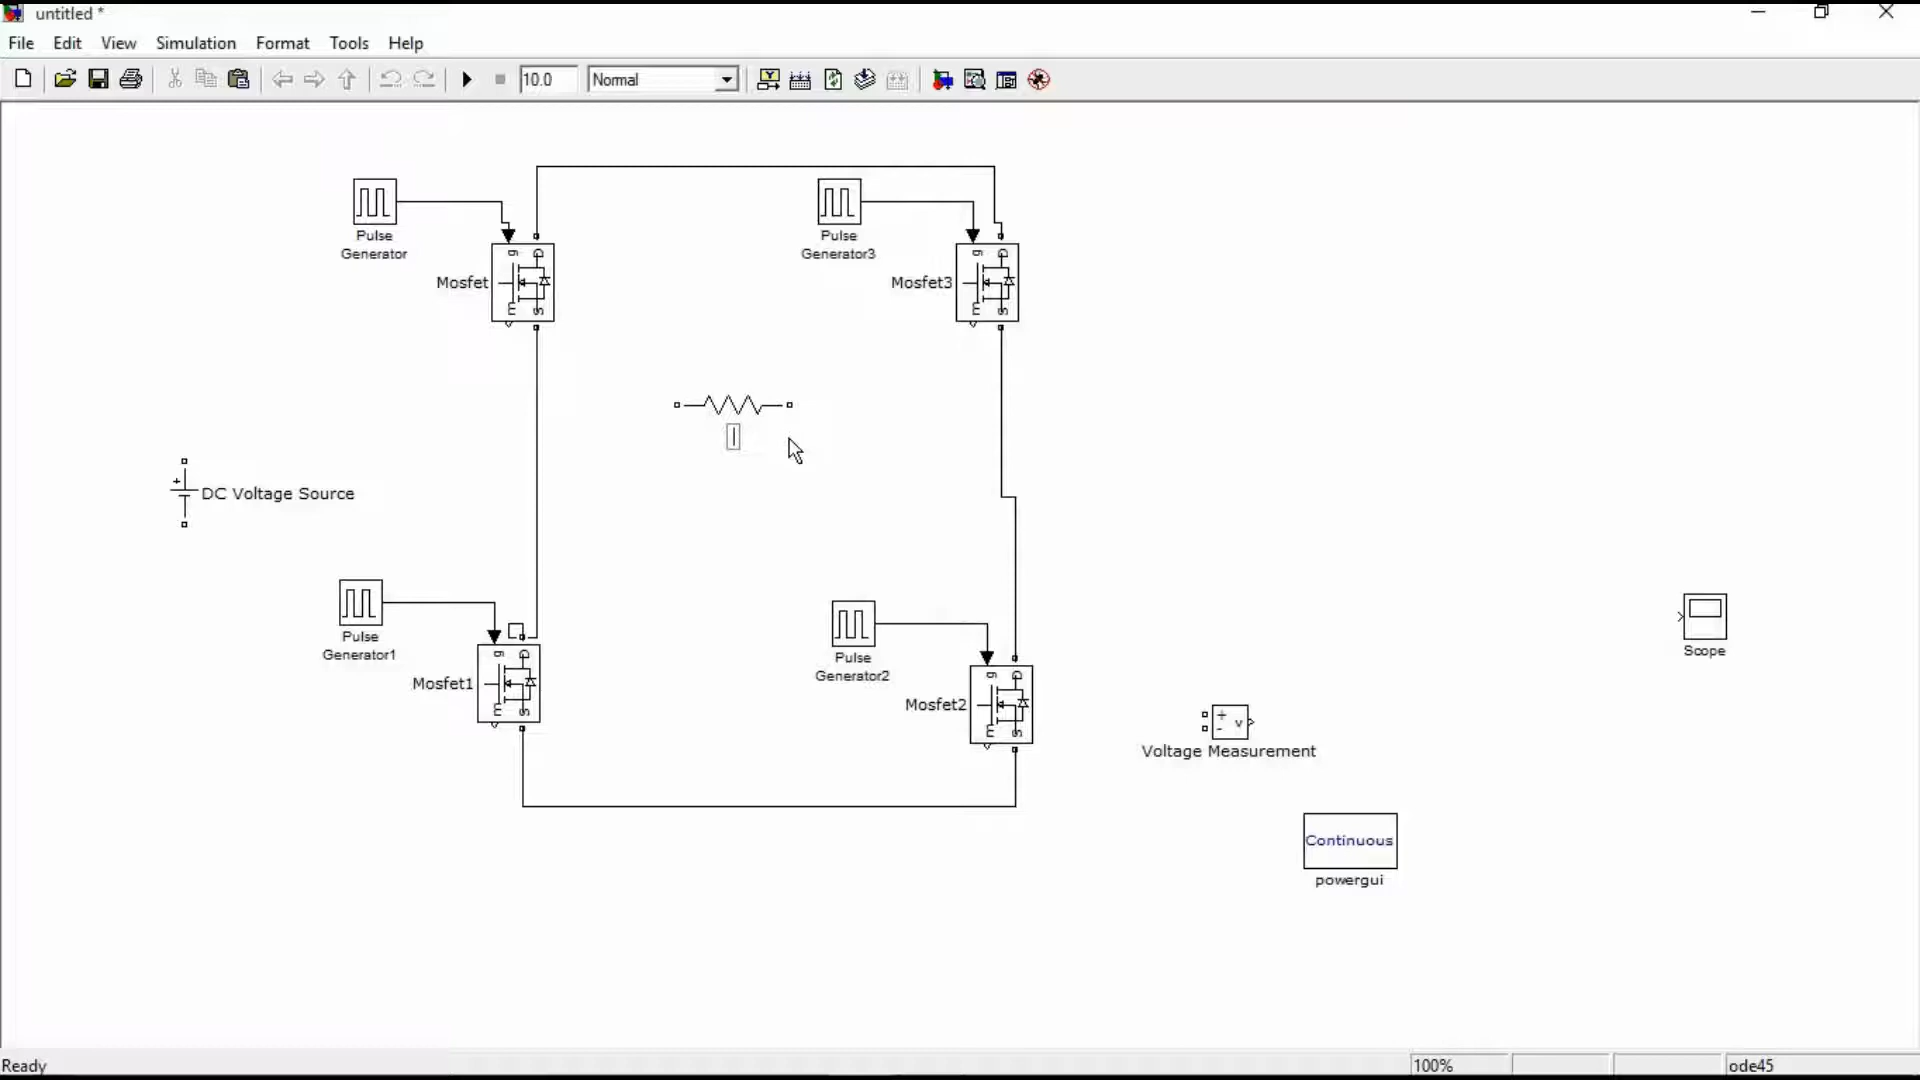 untitled *
File Edit View Simulation Format Tools Help
10.0 Normal
Pulse
Generator
Pulse
Generator3
g D
Mosfet
m S
g D
Mosfet3
m S
DC Voltage Source
Pulse
Generator1
Pulse
Generator2
g D
Mosfet1
m S
g D
Mosfet2
m S
Scope
+ - v
Voltage Measurement
Continuous
powergui
Ready 100% ode45